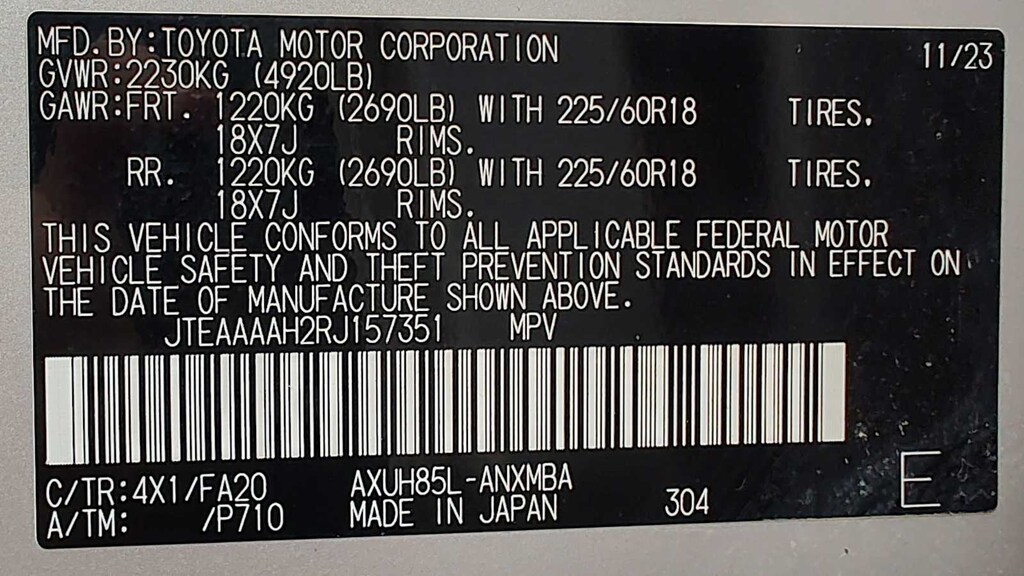 MFD. BY: TOYOTA MOTOR CORPORATION 11/23
GVWR: 2230KG (4920LB)
GAWR: FRT. 1220KG (2690LB) WITH 225/60R18 TIRES.
18X7J RIMS.
RR. 1220KG (2690LB) WITH 225/60R18 TIRES.
18X7J RIMS.
THIS VEHICLE CONFORMS TO ALL APPLICABLE FEDERAL MOTOR
VEHICLE SAFETY AND THEFT PREVENTION STANDARDS IN EFFECT ON
THE DATE OF MANUFACTURE SHOWN ABOVE.
JTEAAAAH2RJ157351 MPV
C/TR: 4X1/FA20 AXUH85L-ANXMBA
A/TM: /P710 MADE IN JAPAN 304 E